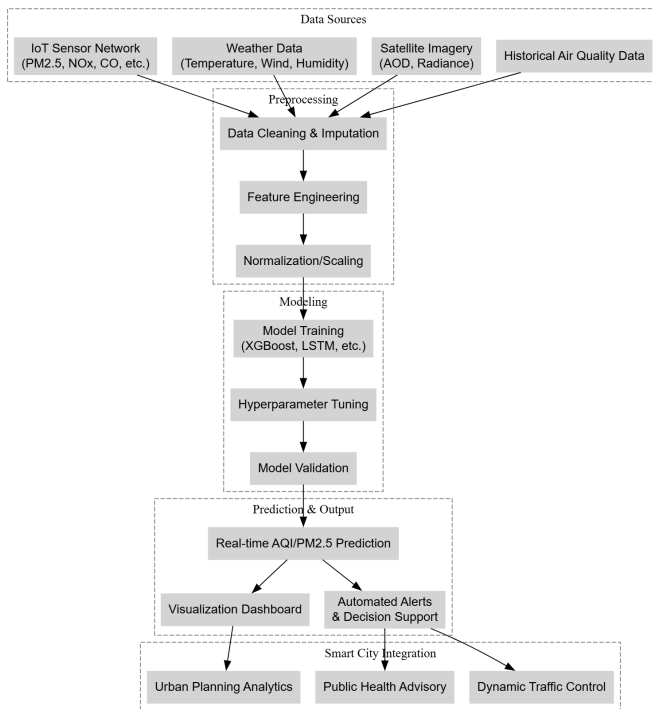 Data Sources
IoT Sensor Network
(PM2.5, NOx, CO, etc.)
Weather Data
(Temperature, Wind, Humidity)
Satellite Imagery
(AOD, Radiance)
Historical Air Quality Data
Preprocessing
Data Cleaning & Imputation
Feature Engineering
Normalization/Scaling
Modeling
Model Training
(XGBoost, LSTM, etc.)
Hyperparameter Tuning
Model Validation
Prediction & Output
Real-time AQI/PM2.5 Prediction
Visualization Dashboard
Automated Alerts
& Decision Support
Smart City Integration
Urban Planning Analytics
Public Health Advisory
Dynamic Traffic Control